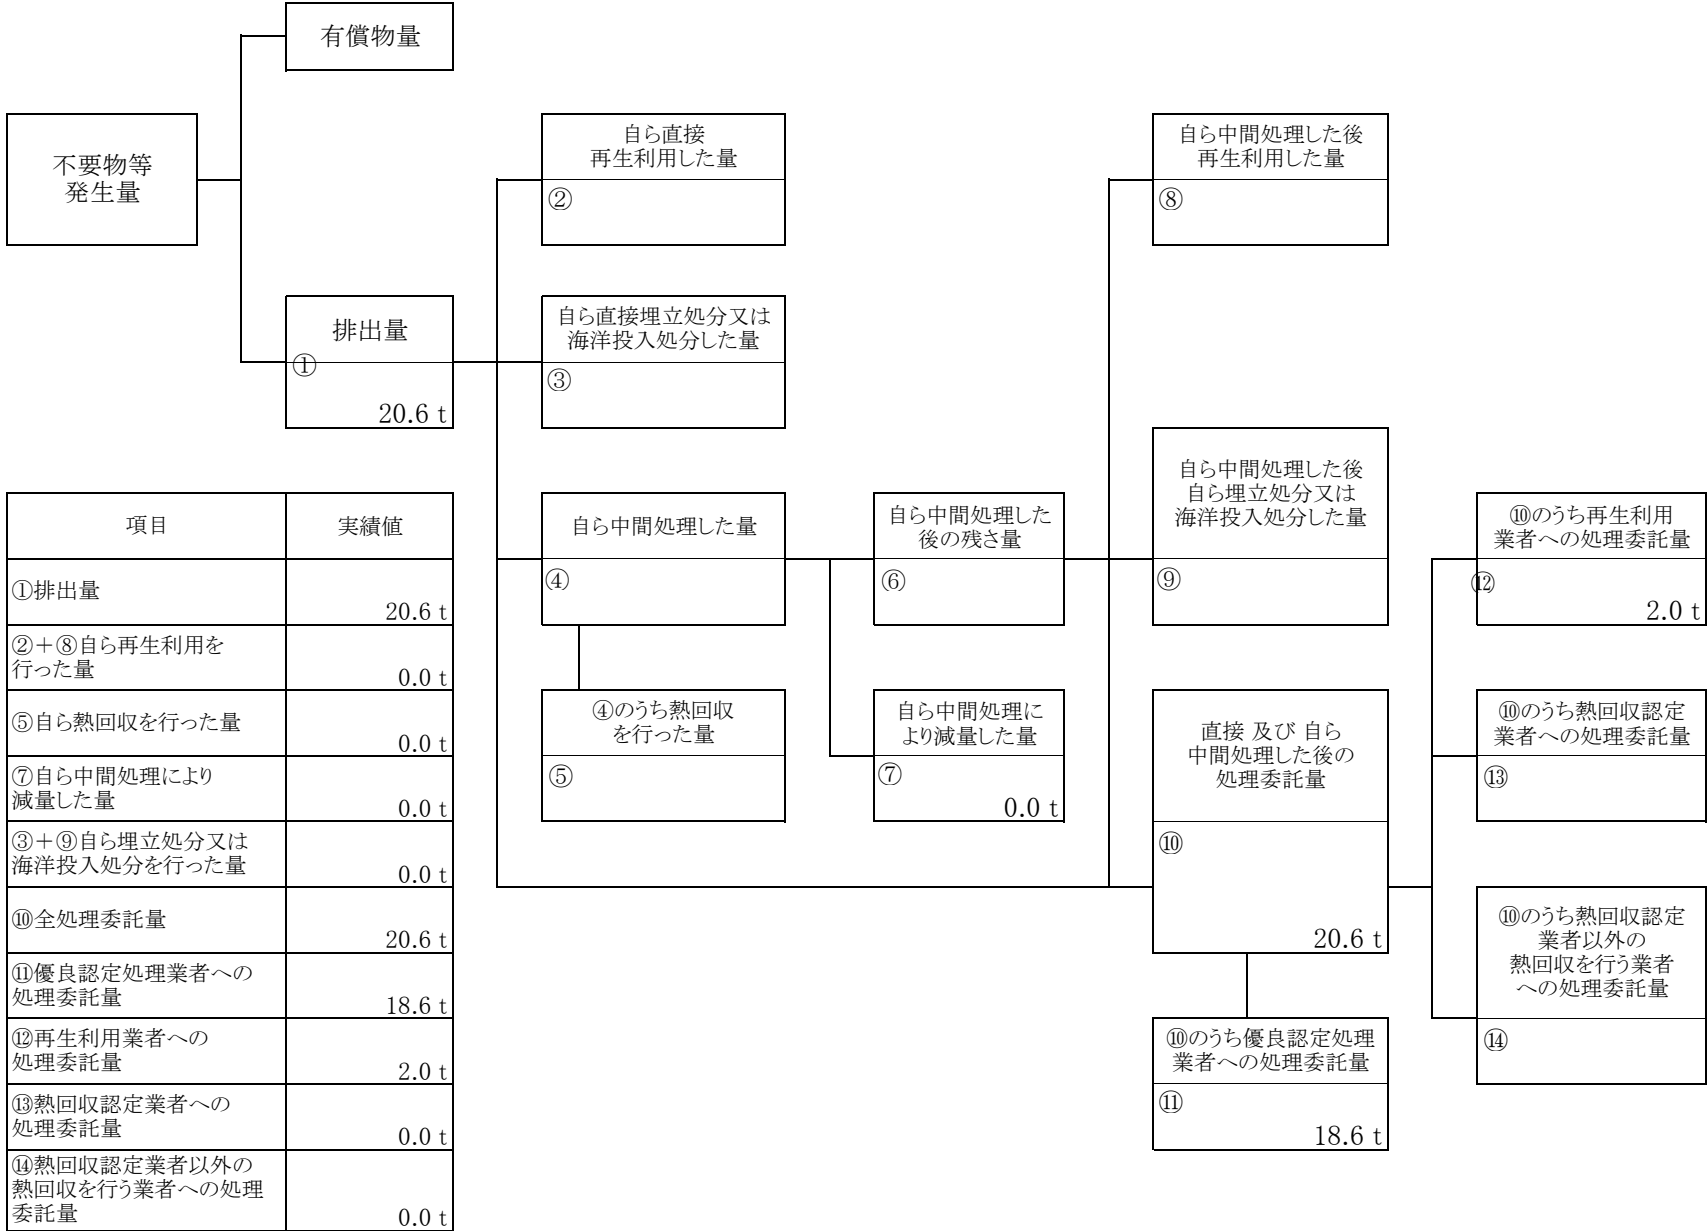 有償物量
不要物等
発生量
自ら直接
再生利用した量
②
自ら中間処理した後
再生利用した量
⑧
排出量
①
20.6 t
自ら直接埋立処分又は
海洋投入処分した量
③
自ら中間処理した量
④
自ら中間処理した
後の残さ量
⑥
自ら中間処理した後
自ら埋立処分又は
海洋投入処分した量
⑨
⑩のうち再生利用
業者への処理委託量
⑫
2.0 t
④のうち熱回収
を行った量
⑤
自ら中間処理に
より減量した量
⑦
0.0 t
直接 及び 自ら
中間処理した後の
処理委託量
⑩
20.6 t
⑩のうち熱回収認定
業者への処理委託量
⑬
⑩のうち熱回収認定
業者以外の
熱回収を行う業者
への処理委託量
⑭
⑩のうち優良認定処理
業者への処理委託量
⑪
18.6 t
項目 実績値
①排出量
20.6 t
②+⑧自ら再生利用を
行った量
0.0 t
⑤自ら熱回収を行った量
0.0 t
⑦自ら中間処理により
減量した量
0.0 t
③+⑨自ら埋立処分又は
海洋投入処分を行った量
0.0 t
⑩全処理委託量
20.6 t
⑪優良認定処理業者への
処理委託量
18.6 t
⑫再生利用業者への
処理委託量
2.0 t
⑬熱回収認定業者への
処理委託量
0.0 t
⑭熱回収認定業者以外の
熱回収を行う業者への処理
委託量
0.0 t